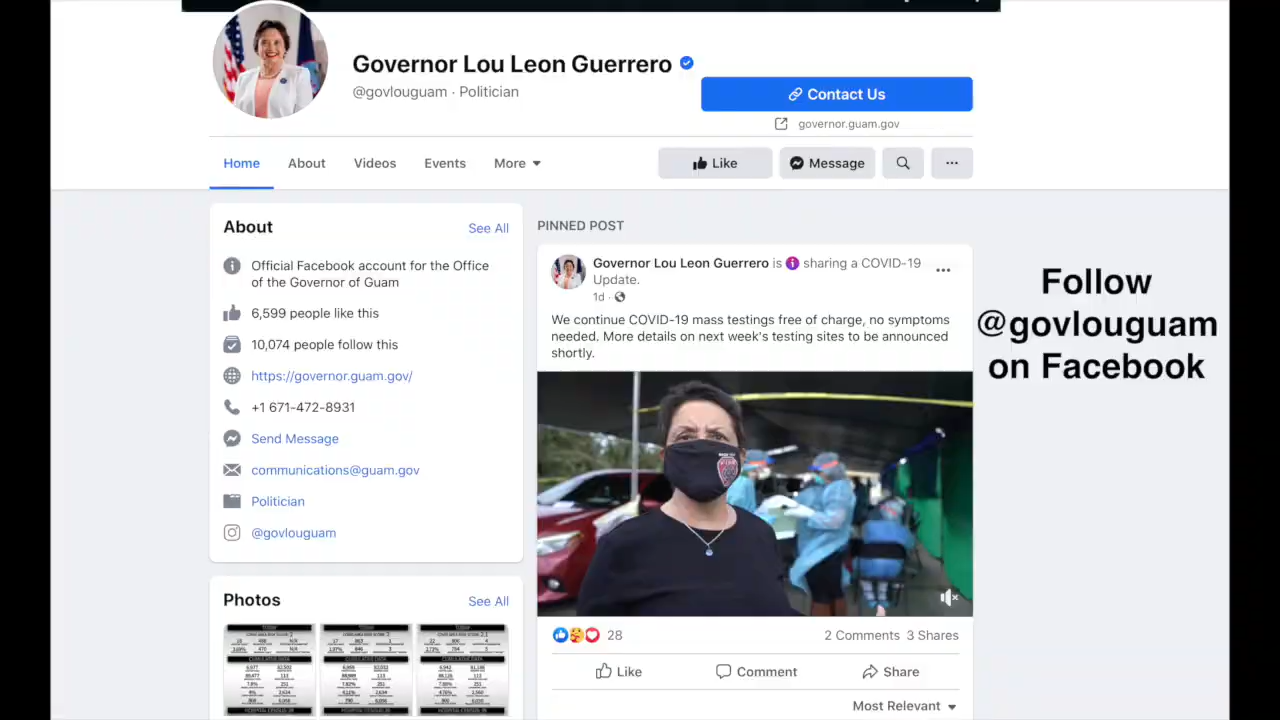 Governor Lou Leon Guerrero
@govlouguam · Politician
Contact Us
governor.guam.gov
Home
About
Videos
Events
More
Like
Message
About
See All
Official Facebook account for the Office
of the Governor of Guam
6,599 people like this
10,074 people follow this
https://governor.guam.gov/
+1 671-472-8931
Send Message
communications@guam.gov
Politician
@govlouguam
Photos
See All
PINNED POST
Governor Lou Leon Guerrero is sharing a COVID-19
Update.
1d ·
We continue COVID-19 mass testings free of charge, no symptoms
needed. More details on next week's testing sites to be announced
shortly.
28
2 Comments 3 Shares
Like
Comment
Share
Most Relevant
Follow
@govlouguam
on Facebook